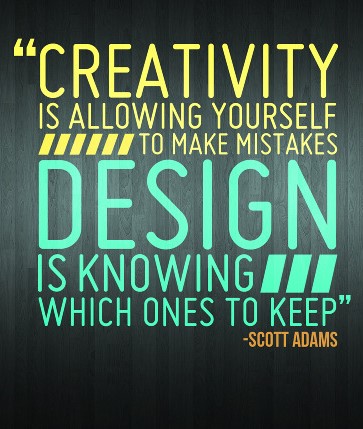 “CREATIVITY
IS ALLOWING YOURSELF
TO MAKE MISTAKES
DESIGN
IS KNOWING
WHICH ONES TO KEEP”
-SCOTT ADAMS